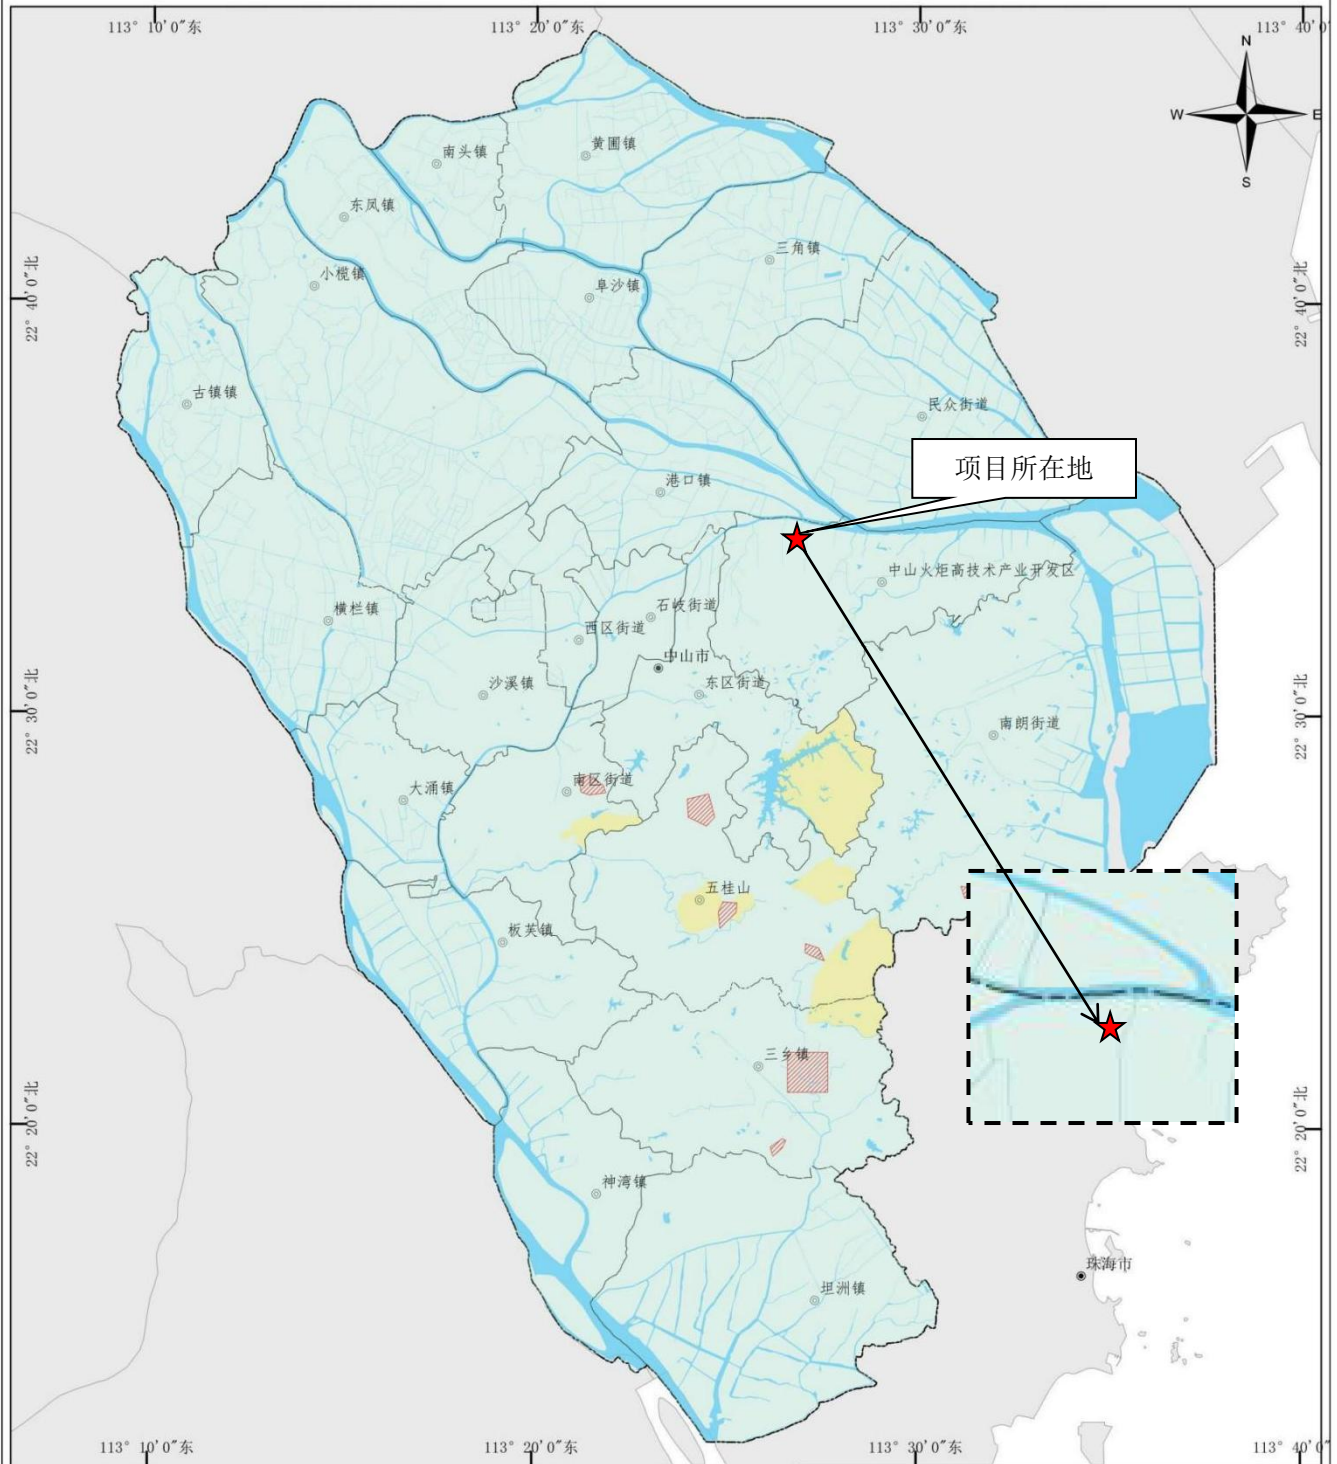 113° 10′0″东
113° 20′0″东
113° 30′0″东
113° 40′0
N
W
E
S
黄圃镇
南头镇
东凤镇
三角镇
小榄镇
阜沙镇
22° 40′0″北
22° 40′0″北
古镇镇
民众街道
项目所在地
港口镇
中山火炬高技术产业开发区
石岐街道
横栏镇
西区街道
中山市
沙溪镇
东区街道
22° 30′0″北
22° 30′0″北
南朗街道
大涌镇
南区街道
五桂山
板芙镇
三乡镇
22° 20′0″北
22° 20′0″北
神湾镇
珠海市
坦洲镇
113° 10′0″东
113° 20′0″东
113° 30′0″东
113° 40′0″